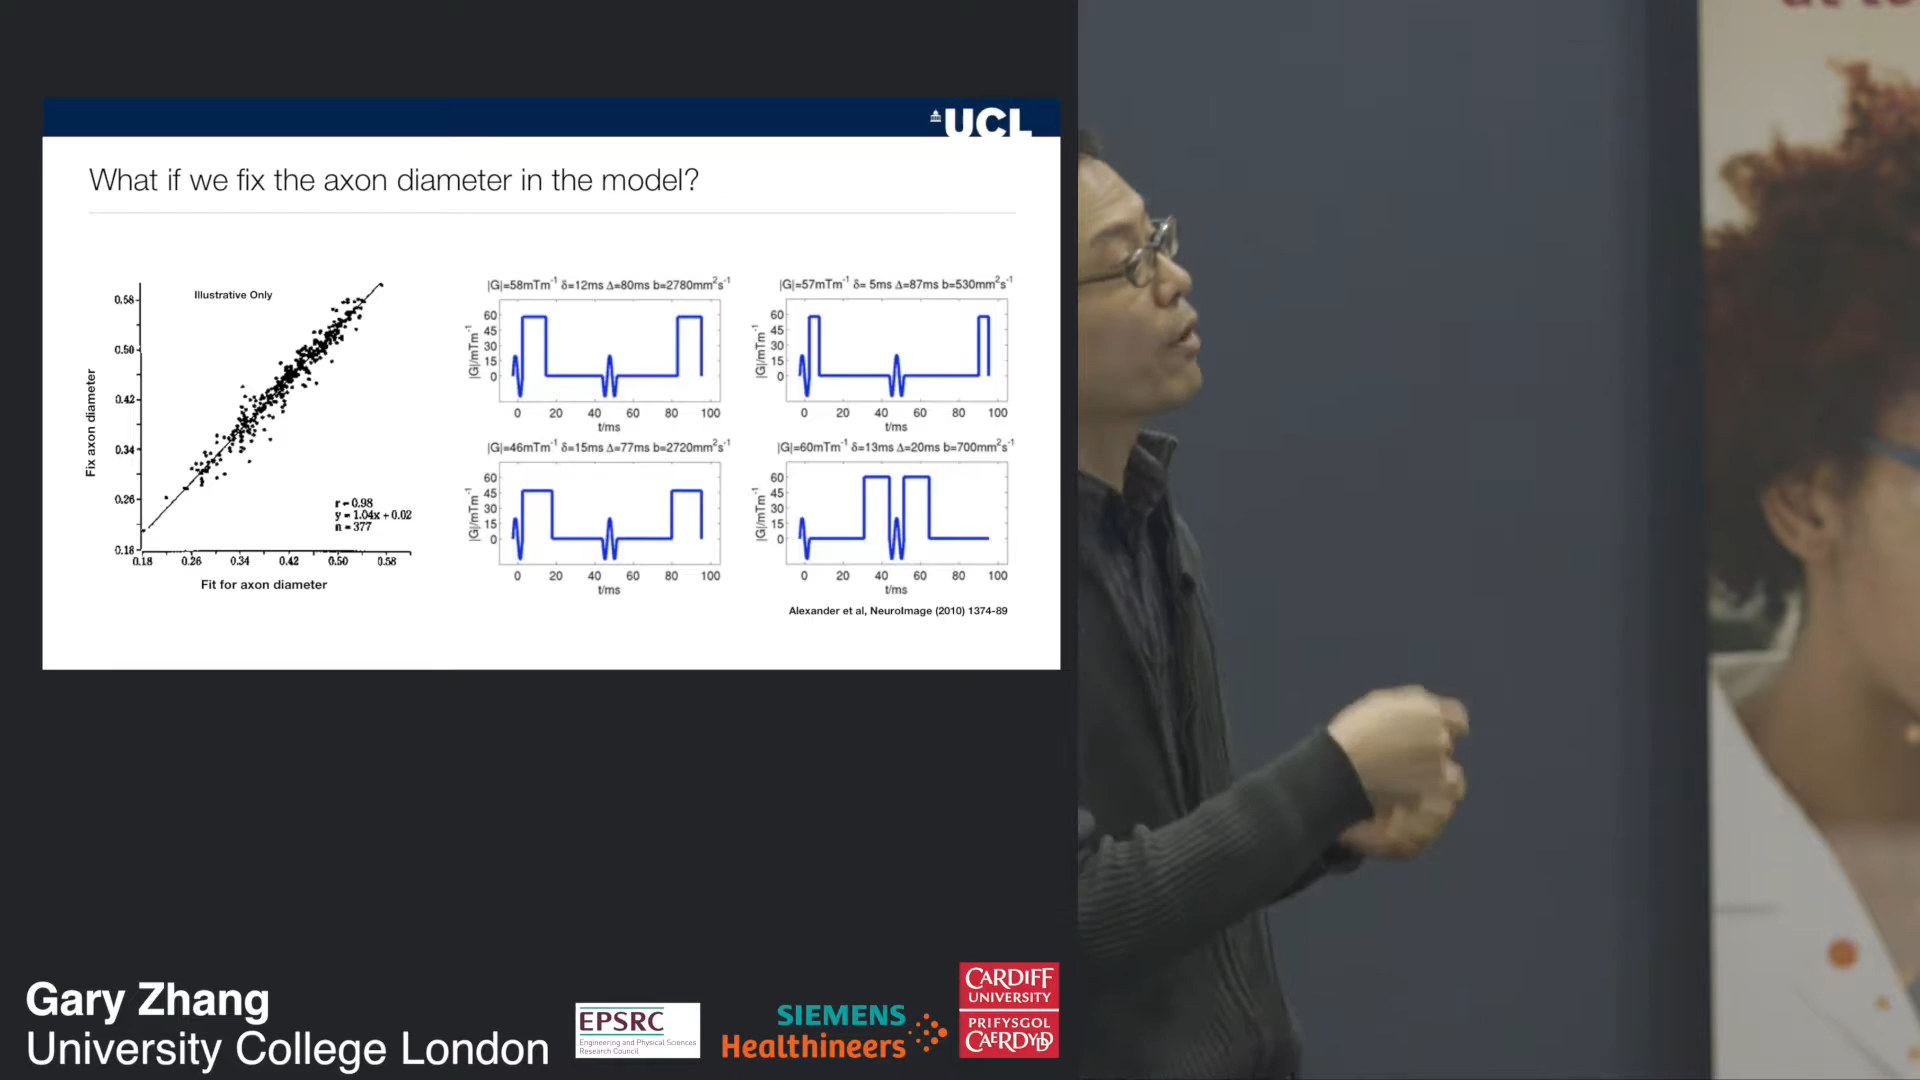 UCL
What if we fix the axon diameter in the model?
Illustrative Only
0.58
0.50
0.42
0.34
0.26
0.18
Fix axon diameter
r = 0.98
y = 1.04x + 0.02
n = 377
0.18 0.26 0.34 0.42 0.50 0.58
Fit for axon diameter
|G|=58mTm⁻¹ δ=12ms Δ=80ms b=2780mm²s⁻¹
60
45
30
15
0
|G|/mTm⁻¹
0 20 40 60 80 100
t/ms
|G|=57mTm⁻¹ δ= 5ms Δ=87ms b=530mm²s⁻¹
60
45
30
15
0
|G|/mTm⁻¹
0 20 40 60 80 100
t/ms
|G|=46mTm⁻¹ δ=15ms Δ=77ms b=2720mm²s⁻¹
60
45
30
15
0
|G|/mTm⁻¹
0 20 40 60 80 100
t/ms
|G|=60mTm⁻¹ δ=13ms Δ=20ms b=700mm²s⁻¹
60
45
30
15
0
|G|/mTm⁻¹
0 20 40 60 80 100
t/ms
Alexander et al, NeuroImage (2010) 1374-89
Gary Zhang
University College London
EPSRC
Engineering and Physical Sciences
Research Council
SIEMENS
Healthineers
CARDIFF
UNIVERSITY
PRIFYSGOL
CAERDYDD